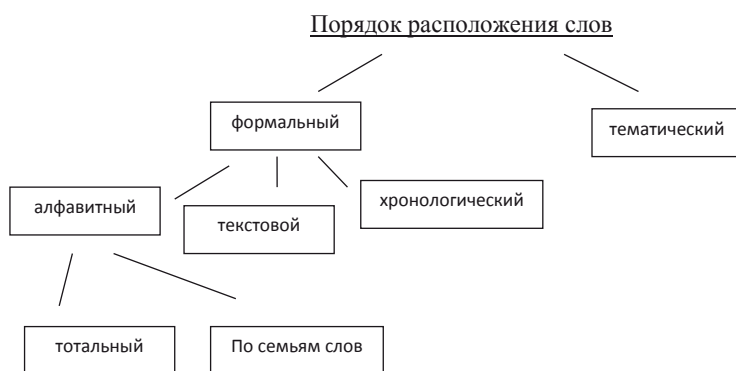 Порядок расположения слов
формальный
тематический
алфавитный
текстовой
хронологический
тотальный
По семьям слов